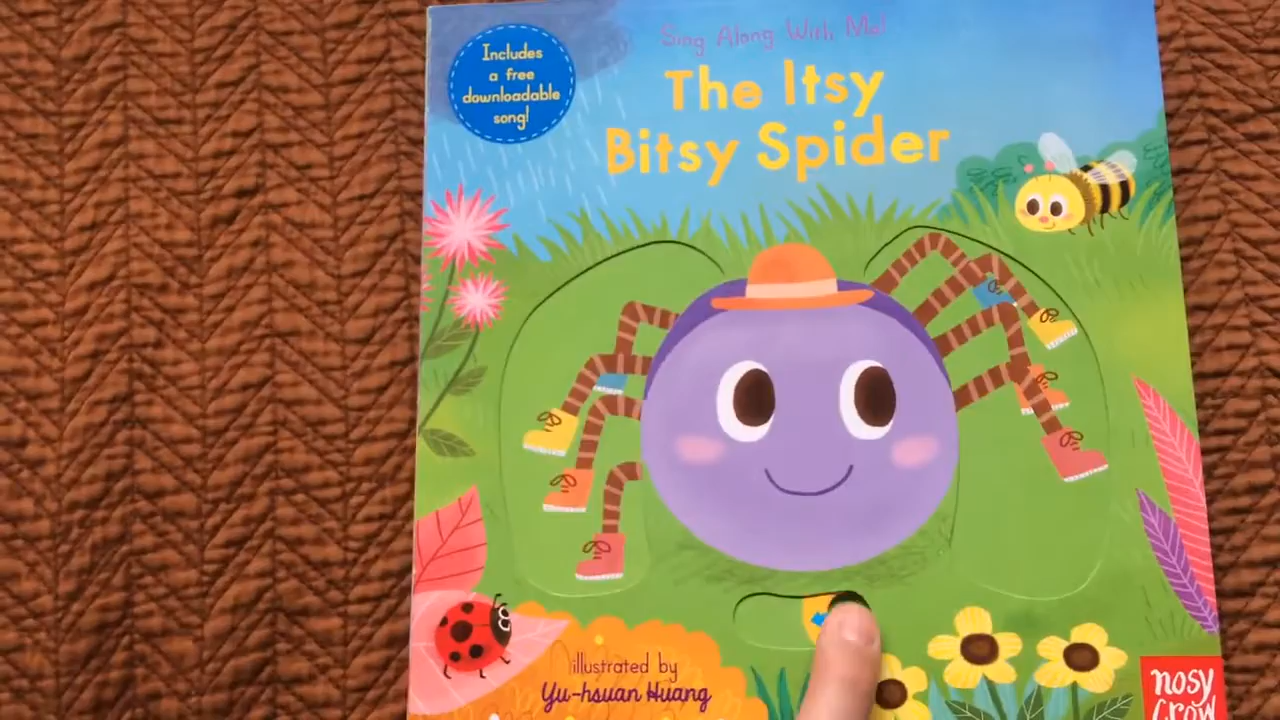 Includes
a free
downloadable
song!
Sing Along With Me!
The Itsy
Bitsy Spider
illustrated by
Yu-hsuan Huang
nosy
crow